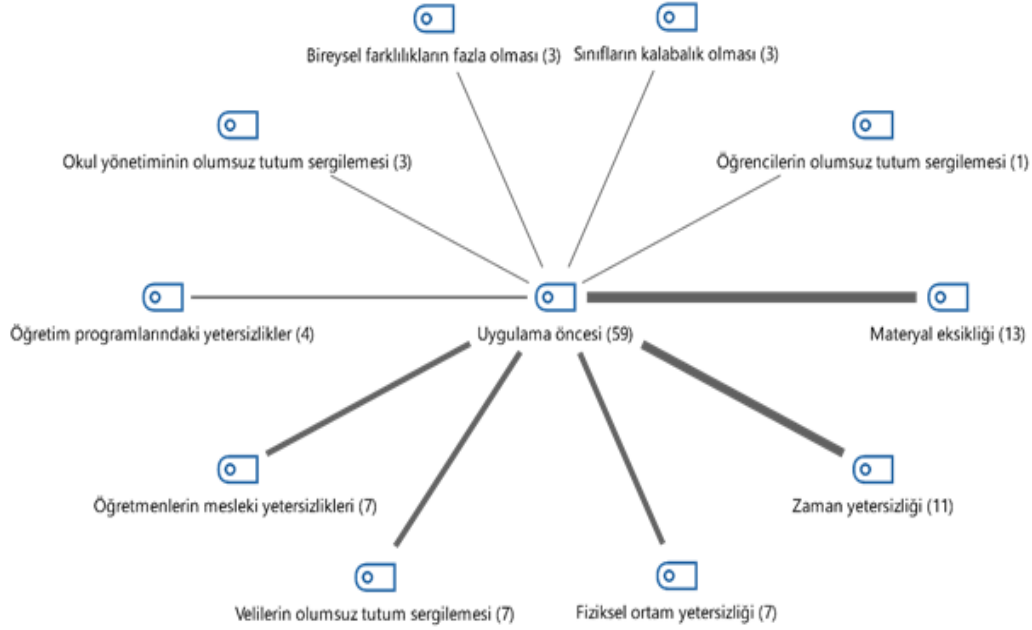 Bireysel farklılıkların fazla olması (3)
Sınıfların kalabalık olması (3)
Okul yönetiminin olumsuz tutum sergilemesi (3)
Öğrencilerin olumsuz tutum sergilemesi (1)
Öğretim programlarındaki yetersizlikler (4)
Uygulama öncesi (59)
Materyal eksikliği (13)
Öğretmenlerin mesleki yetersizlikleri (7)
Zaman yetersizliği (11)
Velilerin olumsuz tutum sergilemesi (7)
Fiziksel ortam yetersizliği (7)